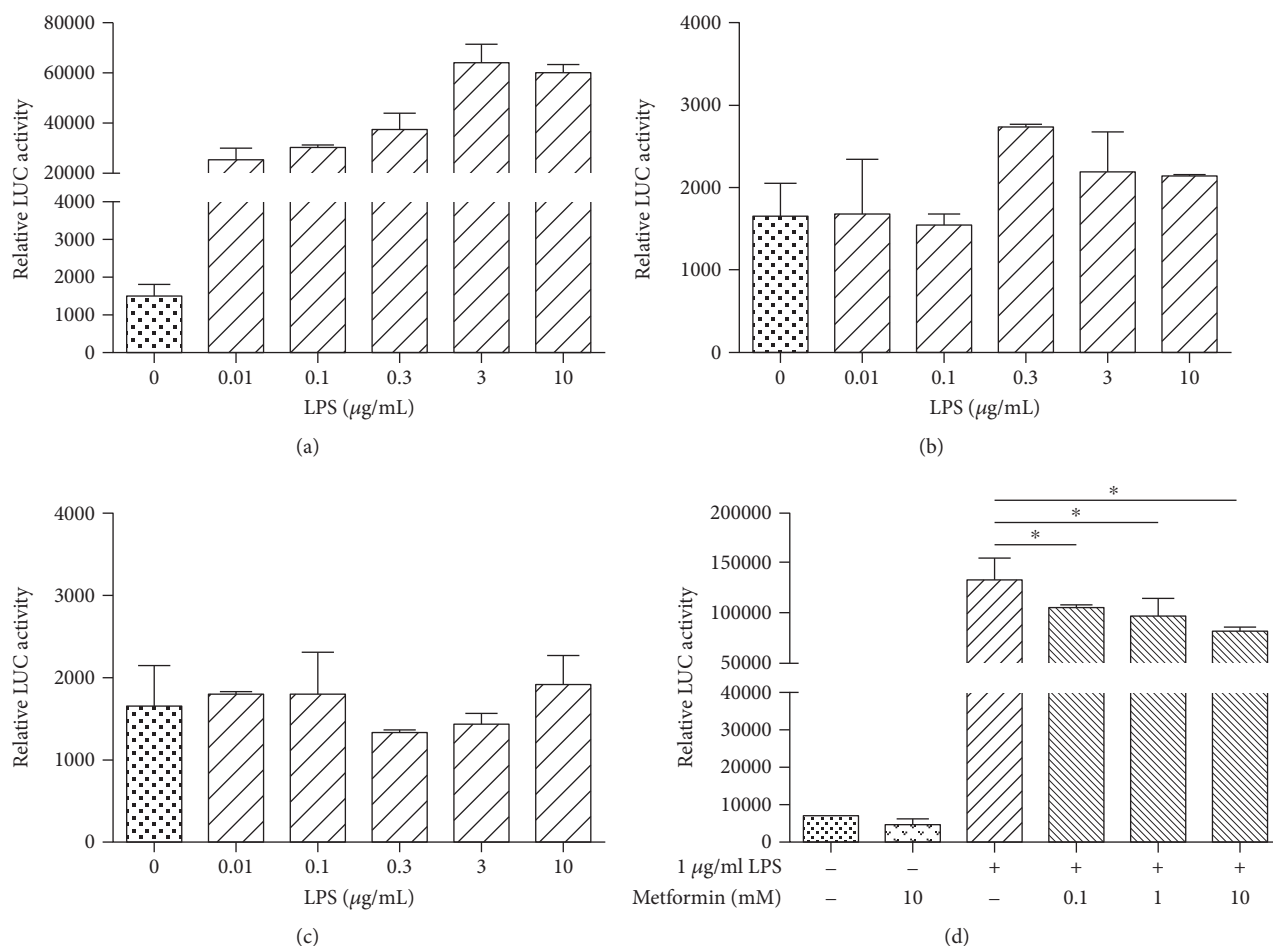 80000
60000
40000
20000
4000
3000
2000
1000
0
Relative LUC activity
0 0.01 0.1 0.3 3 10
LPS (μg/mL)
(a)
4000
3000
2000
1000
0
Relative LUC activity
0 0.01 0.1 0.3 3 10
LPS (μg/mL)
(b)
4000
3000
2000
1000
0
Relative LUC activity
0 0.01 0.1 0.3 3 10
LPS (μg/mL)
(c)
*
*
*
200000
150000
100000
50000
40000
30000
20000
10000
0
Relative LUC activity
1 μg/ml LPS – – + + + +
Metformin (mM) – 10 – 0.1 1 10
(d)